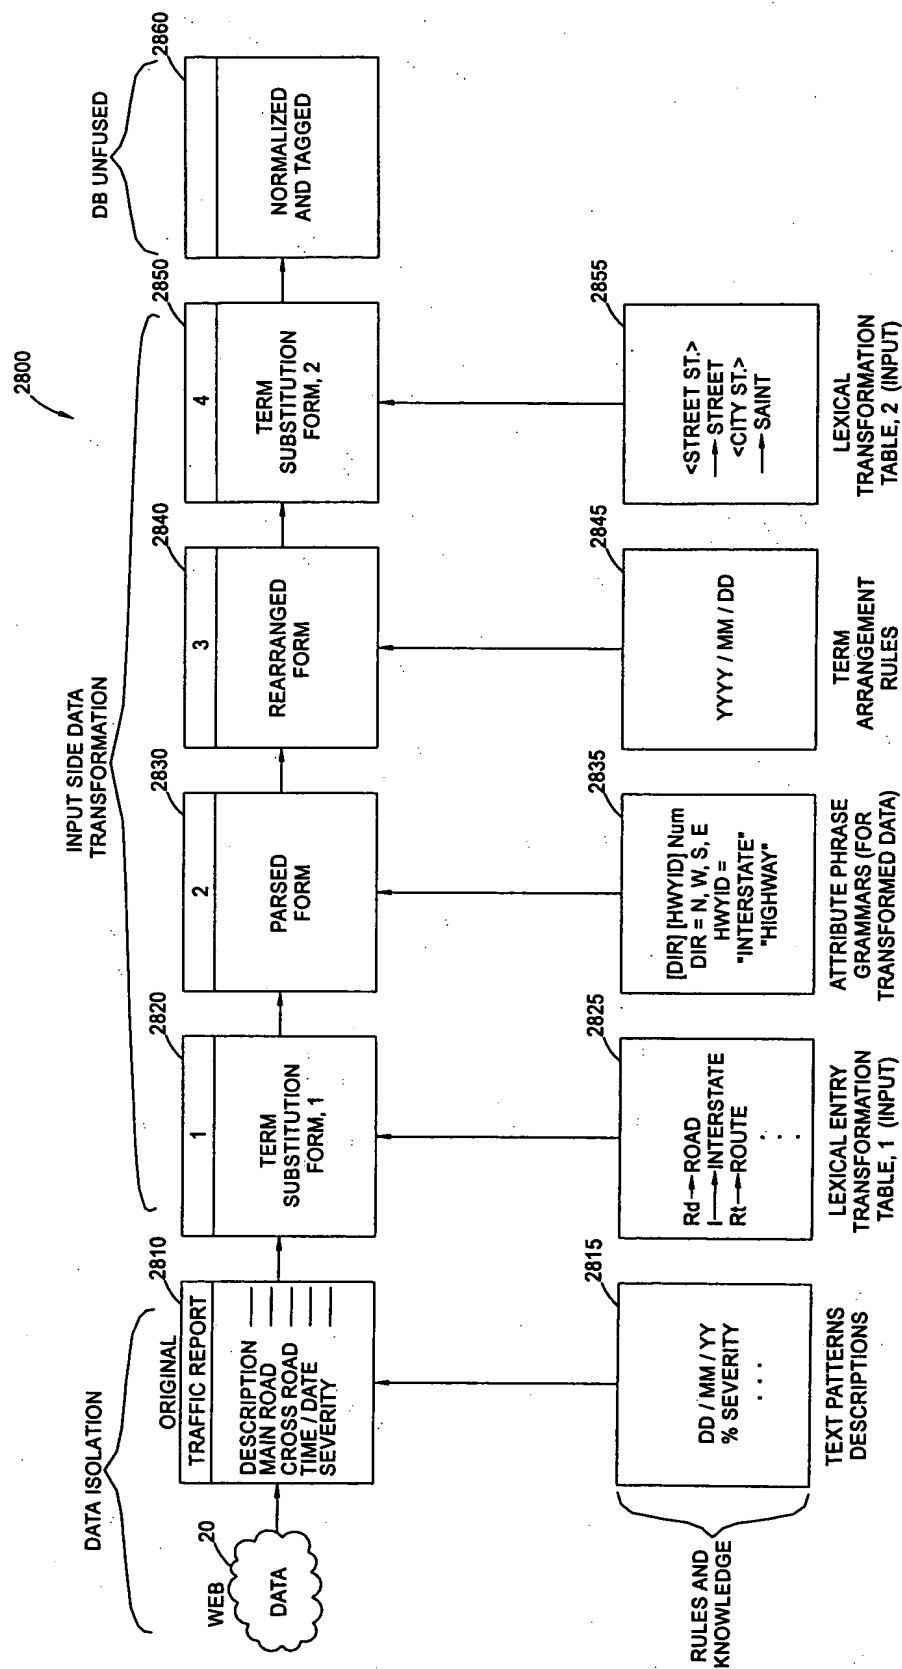 2800
DATA ISOLATION
INPUT SIDE DATA
TRANSFORMATION
DB UNFUSED
WEB
20
DATA
ORIGINAL
2810
TRAFFIC REPORT
DESCRIPTION
MAIN ROAD
CROSS ROAD
TIME / DATE
SEVERITY
2820
1
TERM
SUBSTITUTION
FORM, 1
2830
2
PARSED
FORM
2840
3
REARRANGED
FORM
2850
4
TERM
SUBSTITUTION
FORM, 2
2860
NORMALIZED
AND TAGGED
RULES AND
KNOWLEDGE
2815
DD / MM / YY
% SEVERITY
. . .
TEXT PATTERNS
DESCRIPTIONS
2825
Rd→ROAD
I→INTERSTATE
Rt→ROUTE
. . .
LEXICAL ENTRY
TRANSFORMATION
TABLE, 1 (INPUT)
2835
[DIR] [HWYID] Num
DIR = N, W, S, E
HWYID =
"INTERSTATE"
"HIGHWAY"
ATTRIBUTE PHRASE
GRAMMARS (FOR
TRANSFORMED DATA)
2845
YYYY / MM / DD
TERM
ARRANGEMENT
RULES
2855
<STREET ST.>
→ STREET
<CITY ST.>
→ SAINT
LEXICAL
TRANSFORMATION
TABLE, 2 (INPUT)